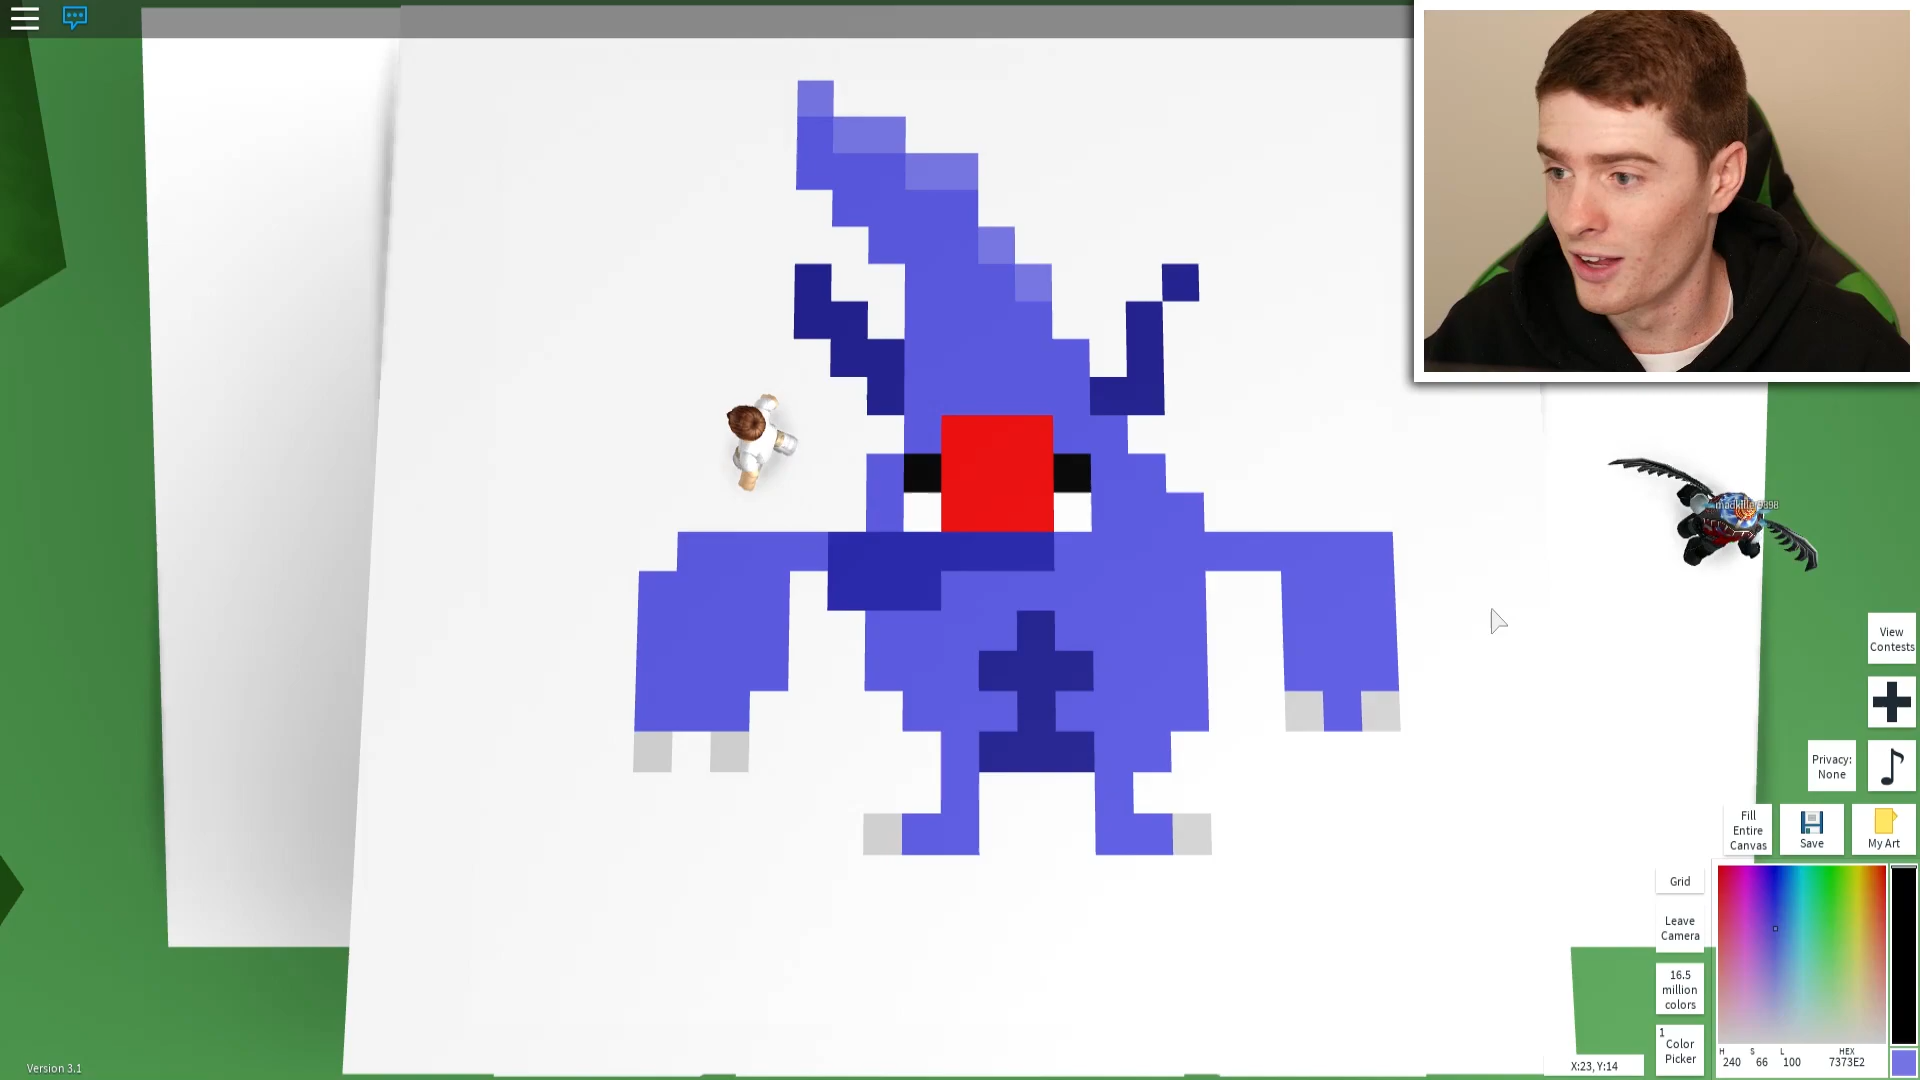 View
Contests
Privacy:
None
Fill
Entire
Canvas
Save
My Art
Grid
Leave
Camera
16.5
million
colors
1
Color
Picker
H S L HEX
240 66 100 7373E2
X:23, Y:14
Version 3.1